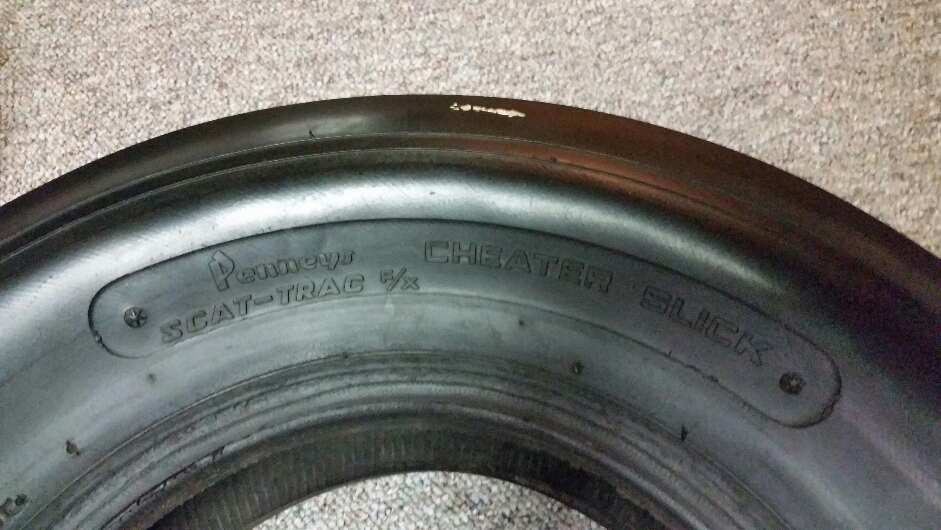 Penneys
SCAT-TRAC F/X
CHEATER SLICK